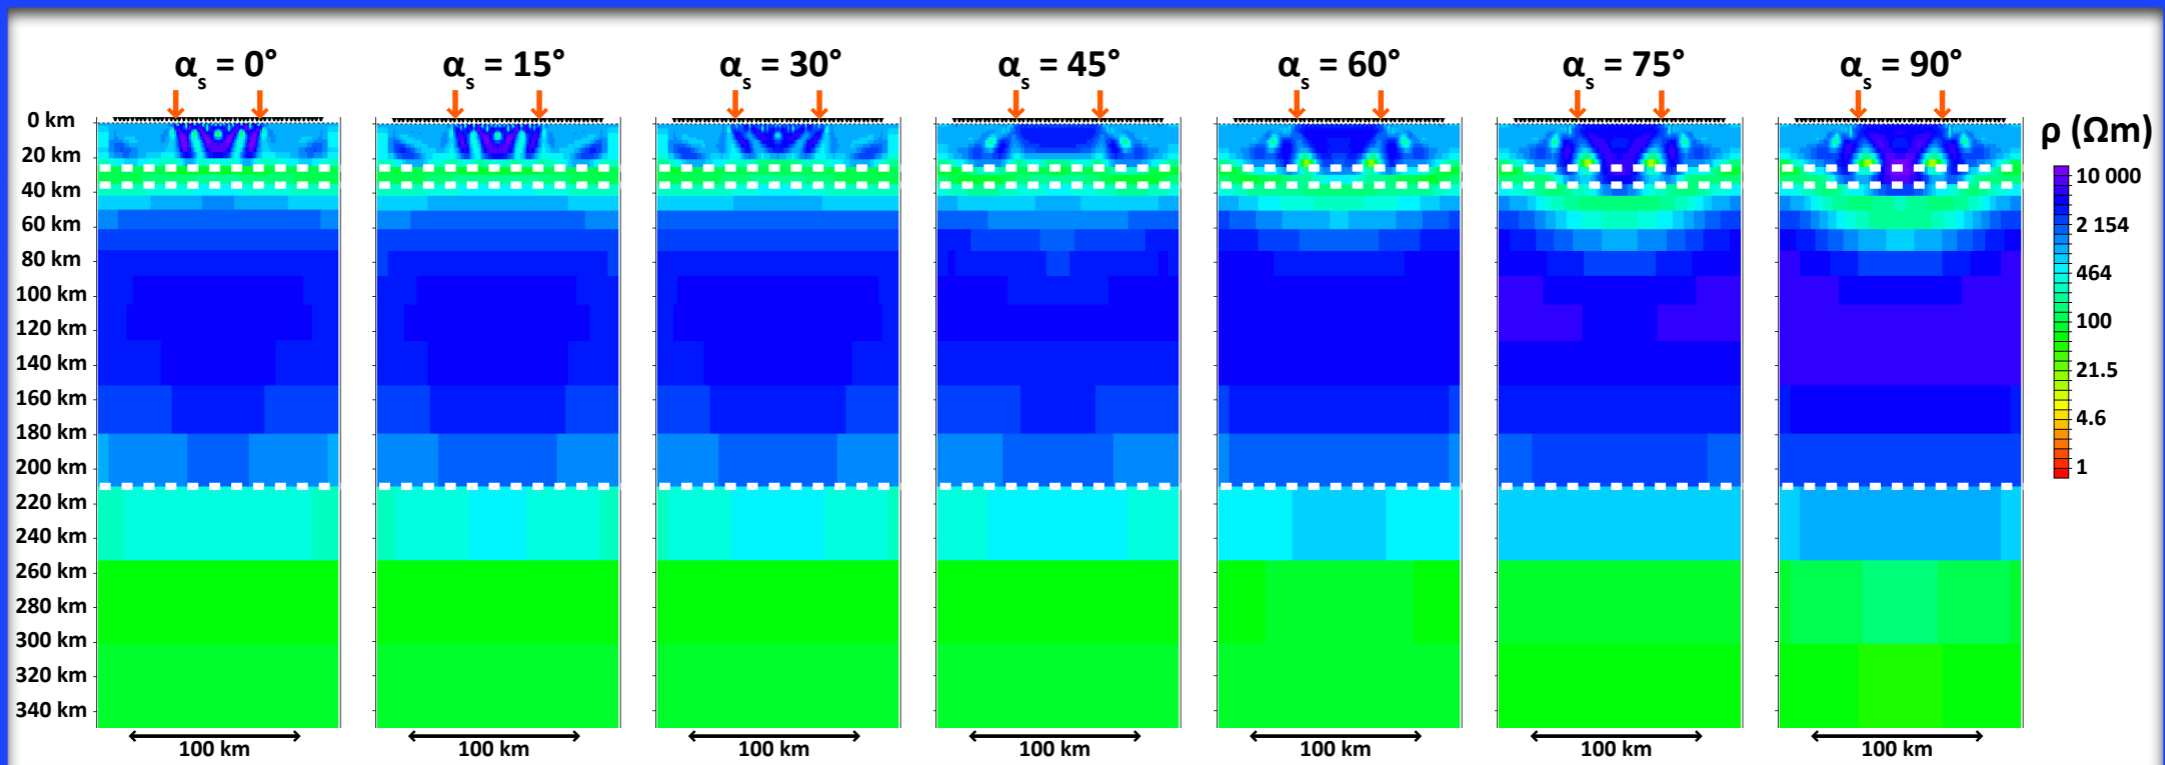 αs = 0° αs = 15° αs = 30° αs = 45° αs = 60° αs = 75° αs = 90°
ρ (Ωm)
0 km
20 km
40 km
60 km
80 km
100 km
120 km
140 km
160 km
180 km
200 km
220 km
240 km
260 km
280 km
300 km
320 km
340 km
10 000
2 154
464
100
21.5
4.6
1
100 km 100 km 100 km 100 km 100 km 100 km 100 km